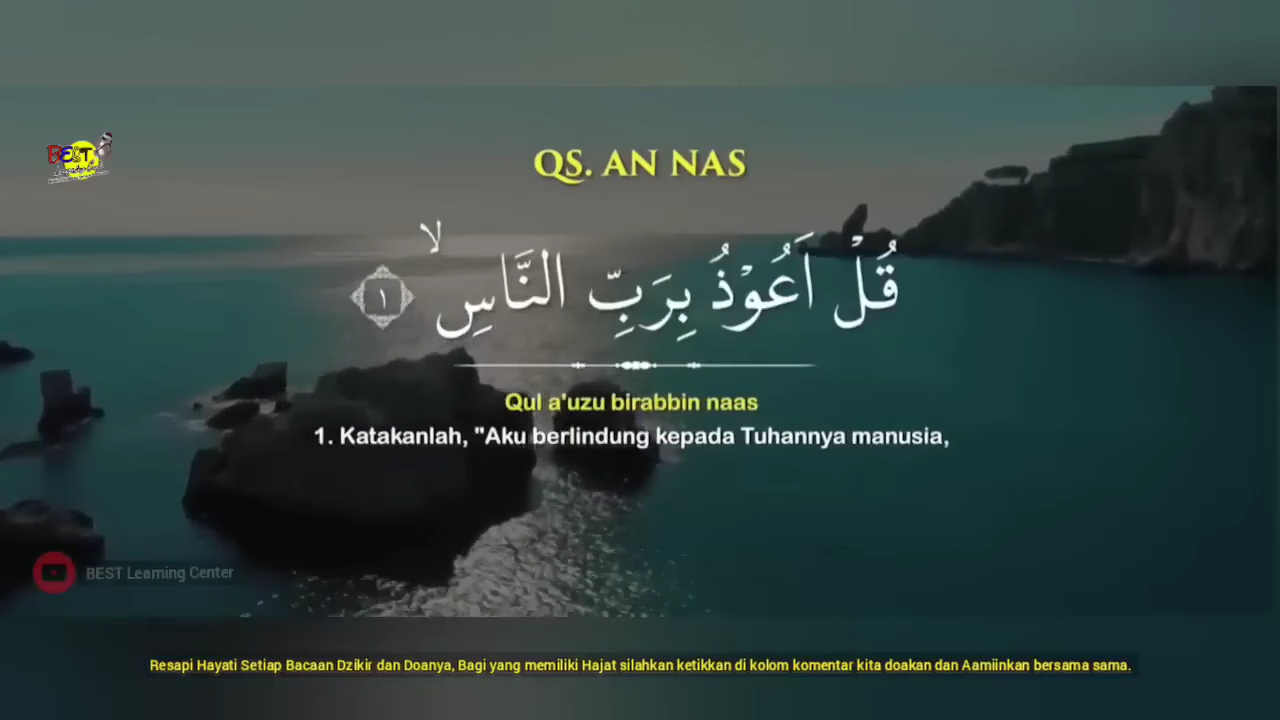 BEST
QS. AN NAS
قُلْ اَعُوْذُ بِرَبِّ النَّاسِۙ ١
Qul a'uzu birabbin naas
1. Katakanlah, "Aku berlindung kepada Tuhannya manusia,
BEST Learning Center
Resapi Hayati Setiap Bacaan Dzikir dan Doanya, Bagi yang memiliki Hajat silahkan ketikkan di kolom komentar kita doakan dan Aamiinkan bersama sama.